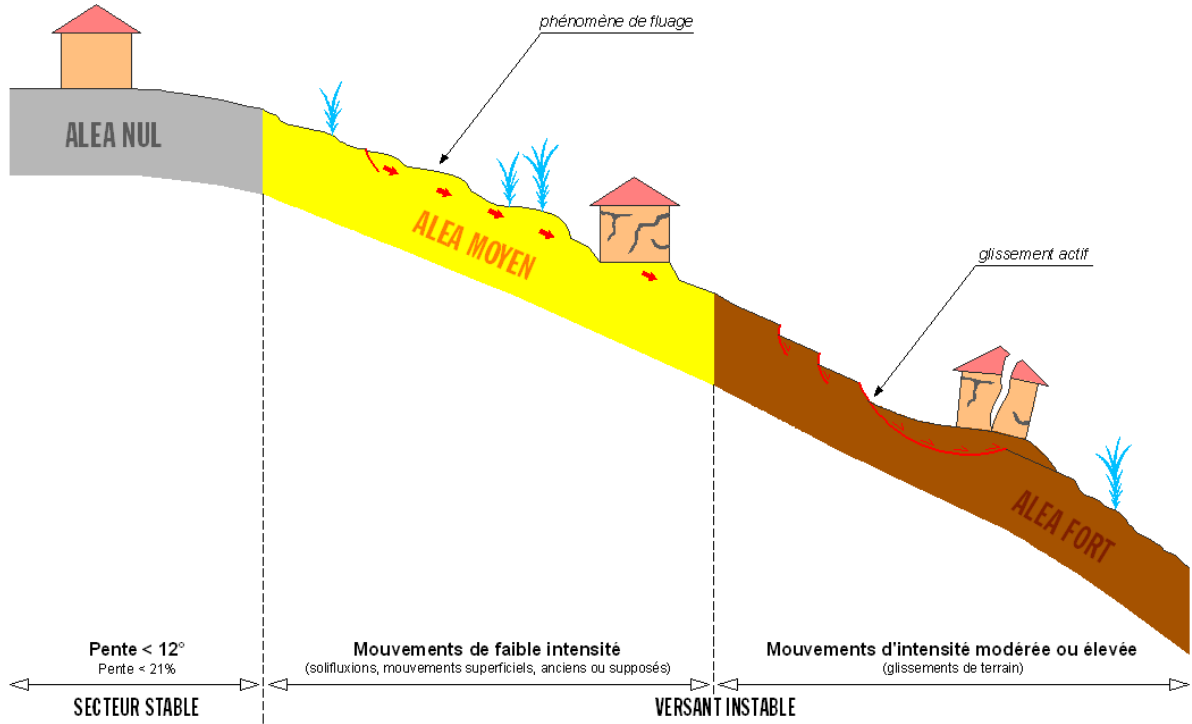 phénomène de fluage
ALEA NUL
ALEA MOYEN
glissement actif
ALEA FORT
Pente < 12°
Pente < 21%
Mouvements de faible intensité
(solifluxions, mouvements superficiels, anciens ou supposés)
Mouvements d'intensité modérée ou élevée
(glissements de terrain)
SECTEUR STABLE
VERSANT INSTABLE